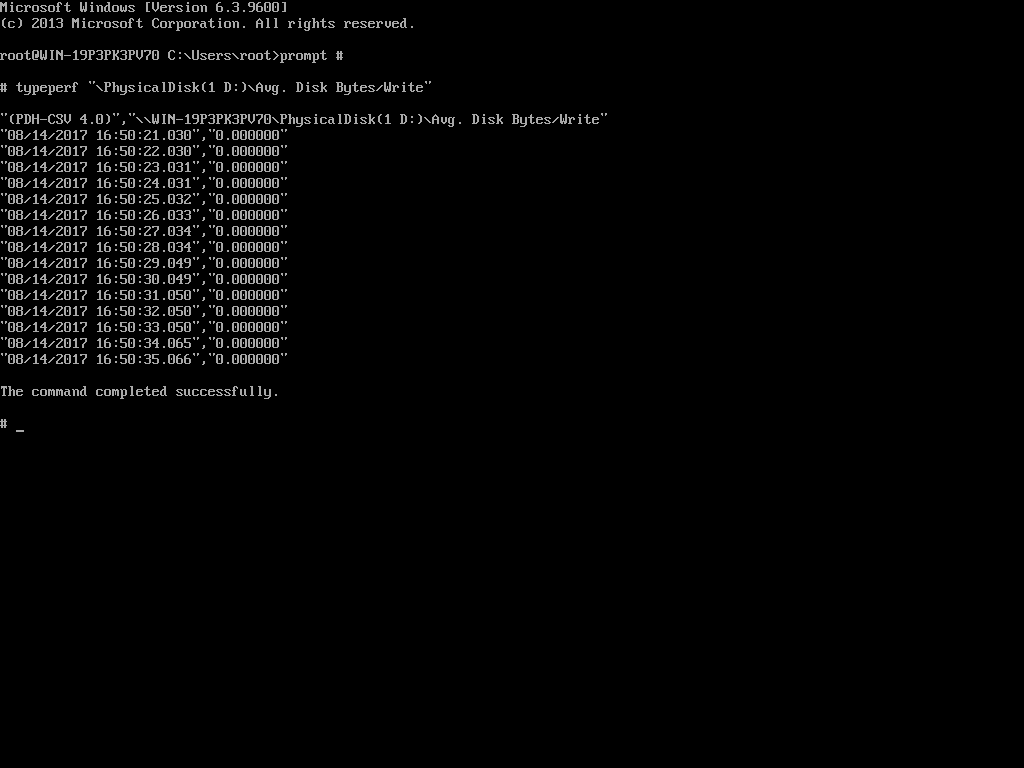 Microsoft Windows [Version 6.3.9600]
(c) 2013 Microsoft Corporation. All rights reserved.
root@WIN-19P3PK3PV70 C:\Users\root>prompt #
# typeperf "\PhysicalDisk(1 D:)\Avg. Disk Bytes/Write"
"(PDH-CSV 4.0)","\\WIN-19P3PK3PV70\PhysicalDisk(1 D:)\Avg. Disk Bytes/Write"
"08/14/2017 16:50:21.030","0.000000"
"08/14/2017 16:50:22.030","0.000000"
"08/14/2017 16:50:23.031","0.000000"
"08/14/2017 16:50:24.031","0.000000"
"08/14/2017 16:50:25.032","0.000000"
"08/14/2017 16:50:26.033","0.000000"
"08/14/2017 16:50:27.034","0.000000"
"08/14/2017 16:50:28.034","0.000000"
"08/14/2017 16:50:29.049","0.000000"
"08/14/2017 16:50:30.049","0.000000"
"08/14/2017 16:50:31.050","0.000000"
"08/14/2017 16:50:32.050","0.000000"
"08/14/2017 16:50:33.050","0.000000"
"08/14/2017 16:50:34.065","0.000000"
"08/14/2017 16:50:35.066","0.000000"
The command completed successfully.
# _